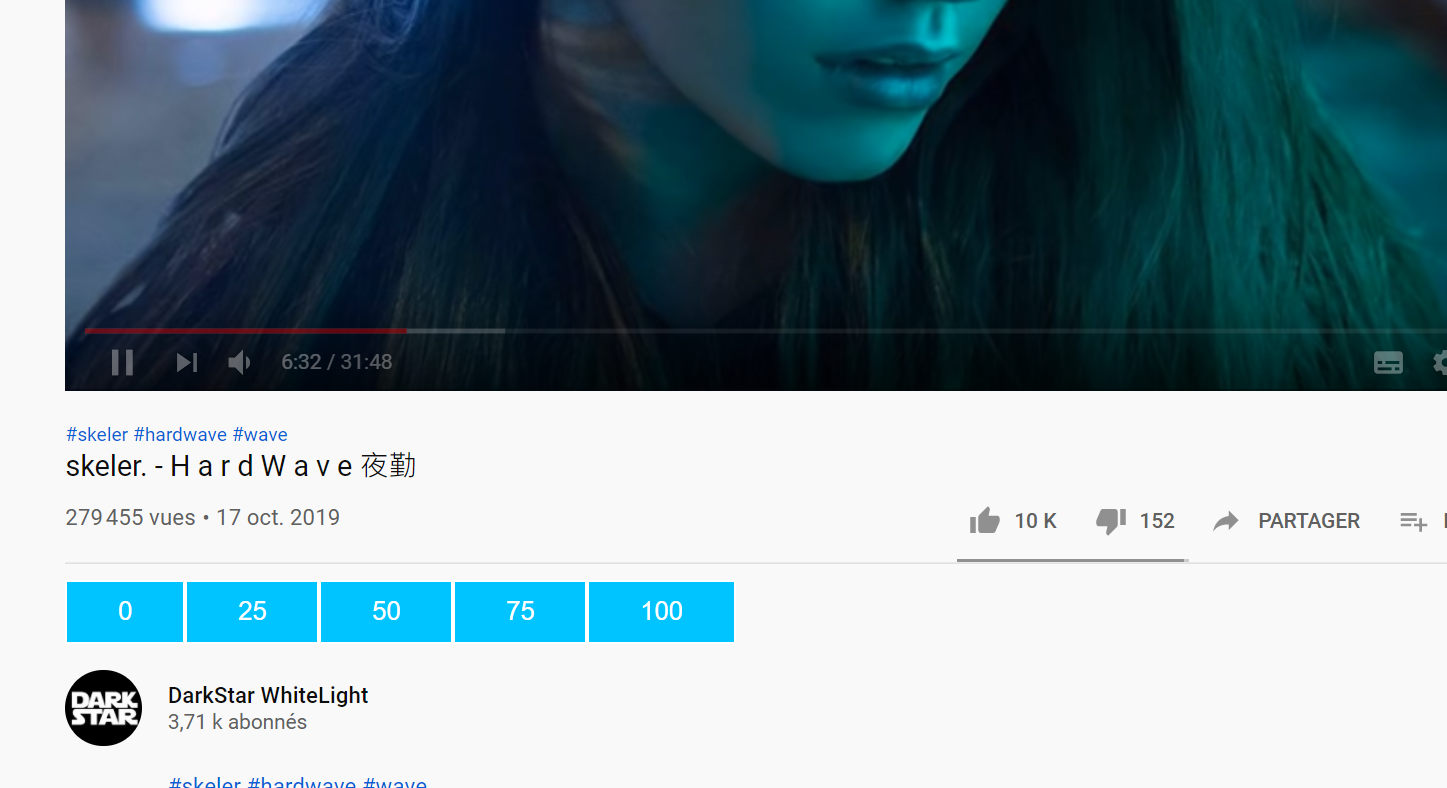 6:32 / 31:48
#skeler #hardwave #wave
skeler. - H a r d W a v e 夜勤
279 455 vues • 17 oct. 2019
10 K 152 PARTAGER
0 25 50 75 100
DARK
STAR
DarkStar WhiteLight
3,71 k abonnés
#skeler #hardwave #wave